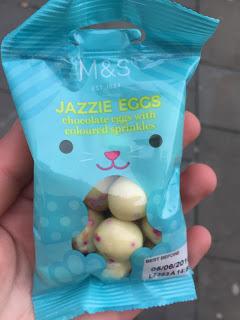 M&S
EST. 1884
JAZZIE EGGS
chocolate eggs with
coloured sprinkles
BEST BEFORE